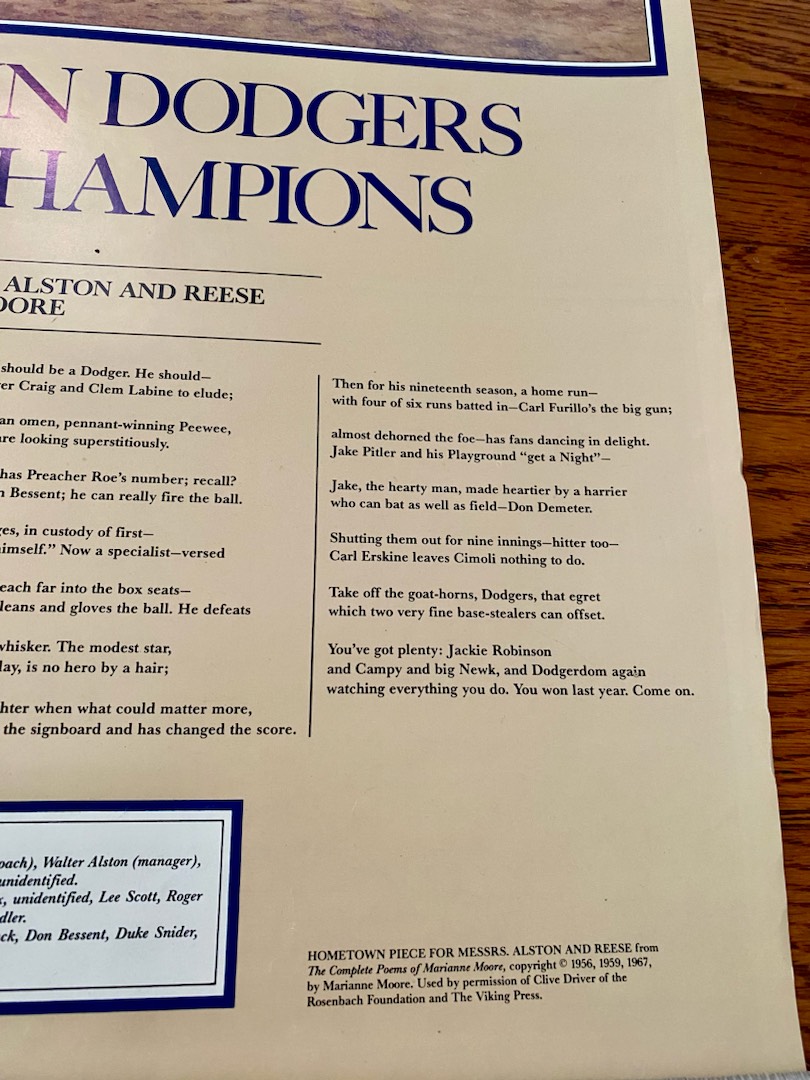 N DODGERS
HAMPIONS
ALSTON AND REESE
OORE
should be a Dodger. He should—
er Craig and Clem Labine to elude;
an omen, pennant-winning Peewee,
re looking superstitiously.
has Preacher Roe's number; recall?
n Bessent; he can really fire the ball.
es, in custody of first—
imself." Now a specialist—versed
each far into the box seats—
leans and gloves the ball. He defeats
whisker. The modest star,
lay, is no hero by a hair;
hter when what could matter more,
the signboard and has changed the score.
Then for his nineteenth season, a home run—
with four of six runs batted in—Carl Furillo's the big gun;
almost dehorned the foe—has fans dancing in delight.
Jake Pitler and his Playground "get a Night"—
Jake, the hearty man, made heartier by a harrier
who can bat as well as field—Don Demeter.
Shutting them out for nine innings—hitter too—
Carl Erskine leaves Cimoli nothing to do.
Take off the goat-horns, Dodgers, that egret
which two very fine base-stealers can offset.
You've got plenty: Jackie Robinson
and Campy and big Newk, and Dodgerdom again
watching everything you do. You won last year. Come on.
oach), Walter Alston (manager),
unidentified.
, unidentified, Lee Scott, Roger
dler.
ck, Don Bessent, Duke Snider,
HOMETOWN PIECE FOR MESSRS. ALSTON AND REESE from
The Complete Poems of Marianne Moore, copyright © 1956, 1959, 1967,
by Marianne Moore. Used by permission of Clive Driver of the
Rosenbach Foundation and The Viking Press.